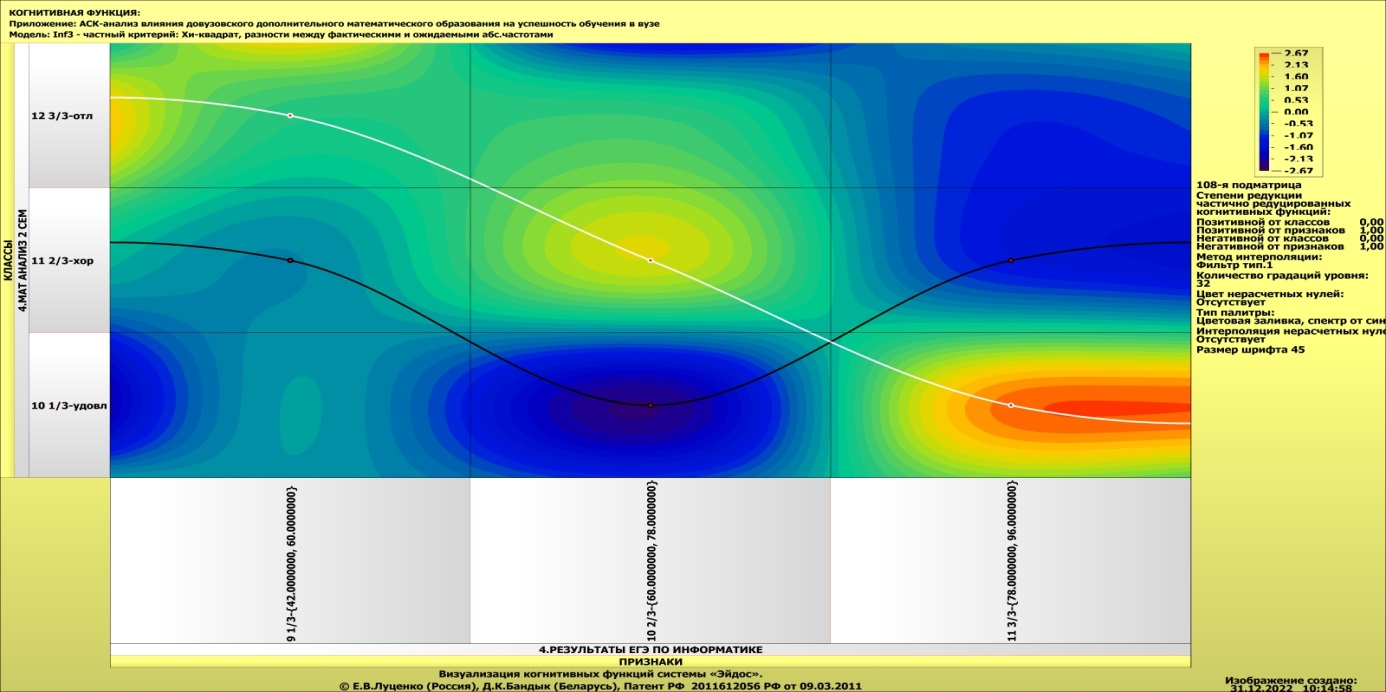 КОГНИТИВНАЯ ФУНКЦИЯ:
Приложение: АСК-анализ влияния довузовского дополнительного математического образования на успешность обучения в вузе
Модель: Inf3 - частный критерий: Хи-квадрат, разности между фактическими и ожидаемыми абс.частотами
КЛАССЫ
4.МАТ АНАЛИЗ 2 СЕМ
12 3/3-отл
11 2/3-хор
10 1/3-удовл
2.67
2.13
1.60
1.07
0.53
0.00
-0.53
-1.07
-1.60
-2.13
-2.67
108-я подматрица
Степени редукции
частично редуцированных
когнитивных функций:
Позитивной от классов 0,00
Позитивной от признаков 1,00
Негативной от классов 0,00
Негативной от признаков 1,00
Метод интерполяции:
Фильтр тип.1
Количество градаций уровня:
32
Цвет нерасчетных нулей:
Отсутствует
Тип палитры:
Цветовая заливка, спектр от син
Интерполяция нерасчетных нуле
Отсутствует
Размер шрифта 45
9 1/3-{42.0000000, 60.0000000}
10 2/3-{60.0000000, 78.0000000}
11 3/3-{78.0000000, 96.0000000}
4.РЕЗУЛЬТАТЫ ЕГЭ ПО ИНФОРМАТИКЕ
ПРИЗНАКИ
Визуализация когнитивных функций системы «Эйдос».
© Е.В.Луценко (Россия), Д.К.Бандык (Беларусь), Патент РФ 2011612056 РФ от 09.03.2011
Изображение создано:
31.12.2022 10:14:58